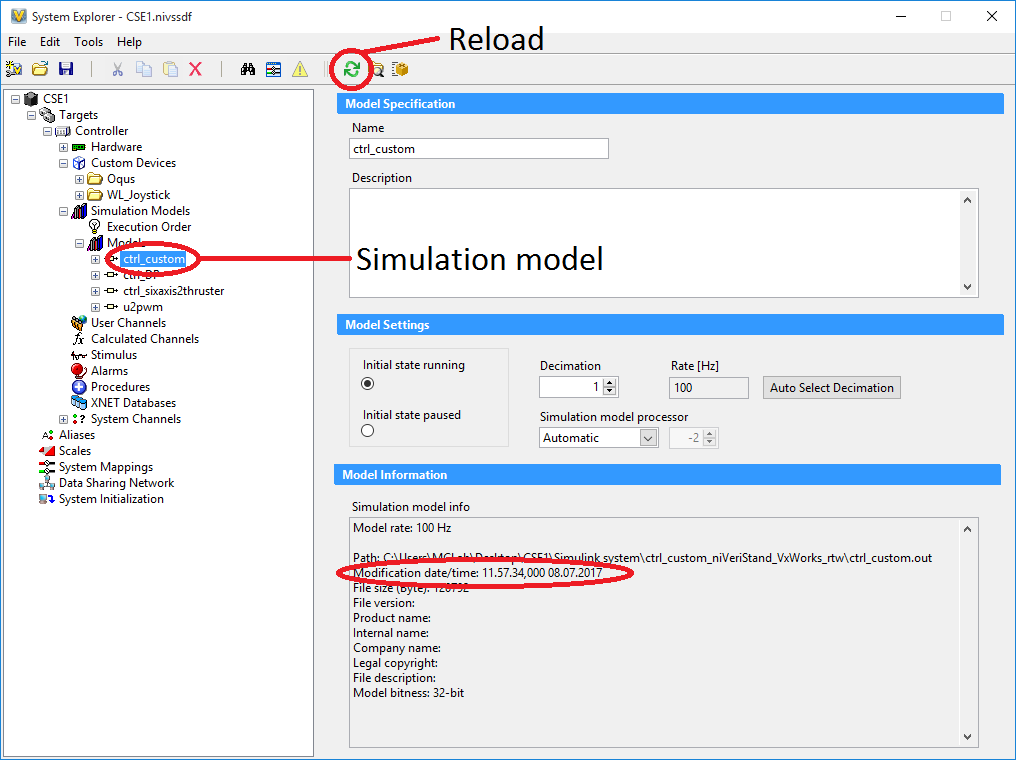 System Explorer - CSE1.nivssdf
File Edit Tools Help
Reload
CSE1
Targets
Controller
Hardware
Custom Devices
Oqus
WL_Joystick
Simulation Models
Execution Order
Models
ctrl_custom
ctrl_DP
ctrl_sixaxis2thruster
u2pwm
User Channels
Calculated Channels
Stimulus
Alarms
Procedures
XNET Databases
System Channels
Aliases
Scales
System Mappings
Data Sharing Network
System Initialization
Model Specification
Name
ctrl_custom
Description
Simulation model
Model Settings
Initial state running
Initial state paused
Decimation
1
Rate [Hz]
100
Auto Select Decimation
Simulation model processor
Automatic
-2
Model Information
Simulation model info
Model rate: 100 Hz
Path: C:\Users\MCLab\Desktop\CSE1\Simulink system\ctrl_custom_niVeriStand_VxWorks_rtw\ctrl_custom.out
Modification date/time: 11.57.34,000 08.07.2017
File size (Byte): 120792
File version:
Product name:
Internal name:
Company name:
Legal copyright:
File description:
Model bitness: 32-bit